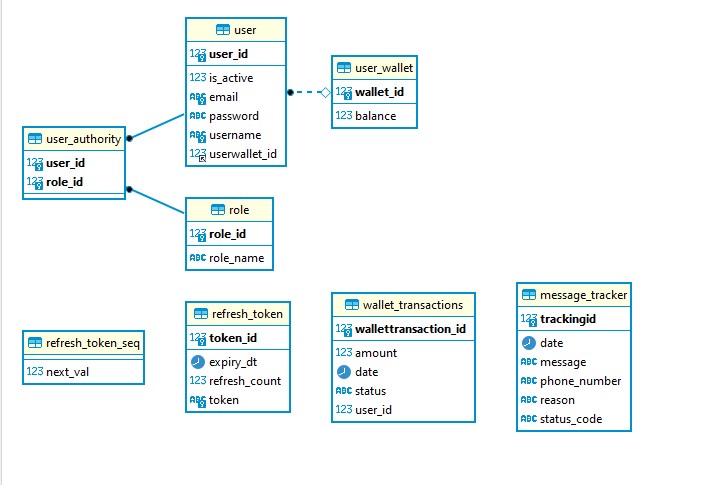 user
123 user_id
123 is_active
ABC email
ABC password
ABC username
123 userwallet_id
user_wallet
123 wallet_id
123 balance
user_authority
123 user_id
123 role_id
role
123 role_id
ABC role_name
refresh_token_seq
123 next_val
refresh_token
123 token_id
expiry_dt
123 refresh_count
ABC token
wallet_transactions
123 wallettransaction_id
123 amount
date
ABC status
123 user_id
message_tracker
123 trackingid
date
ABC message
ABC phone_number
ABC reason
ABC status_code